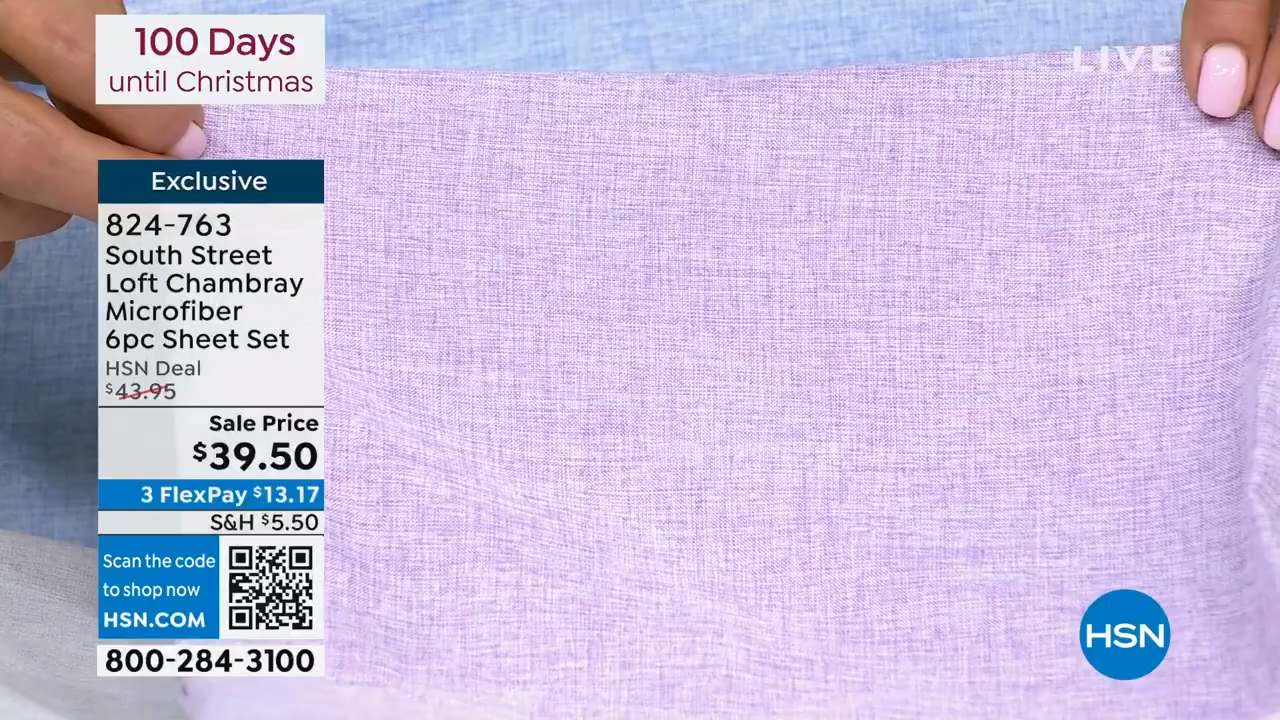 100 Days
until Christmas
LIVE
Exclusive
824-763
South Street
Loft Chambray
Microfiber
6pc Sheet Set
HSN Deal
$43.95
Sale Price
$39.50
3 FlexPay $13.17
S&H $5.50
Scan the code
to shop now
HSN.COM
800-284-3100
HSN